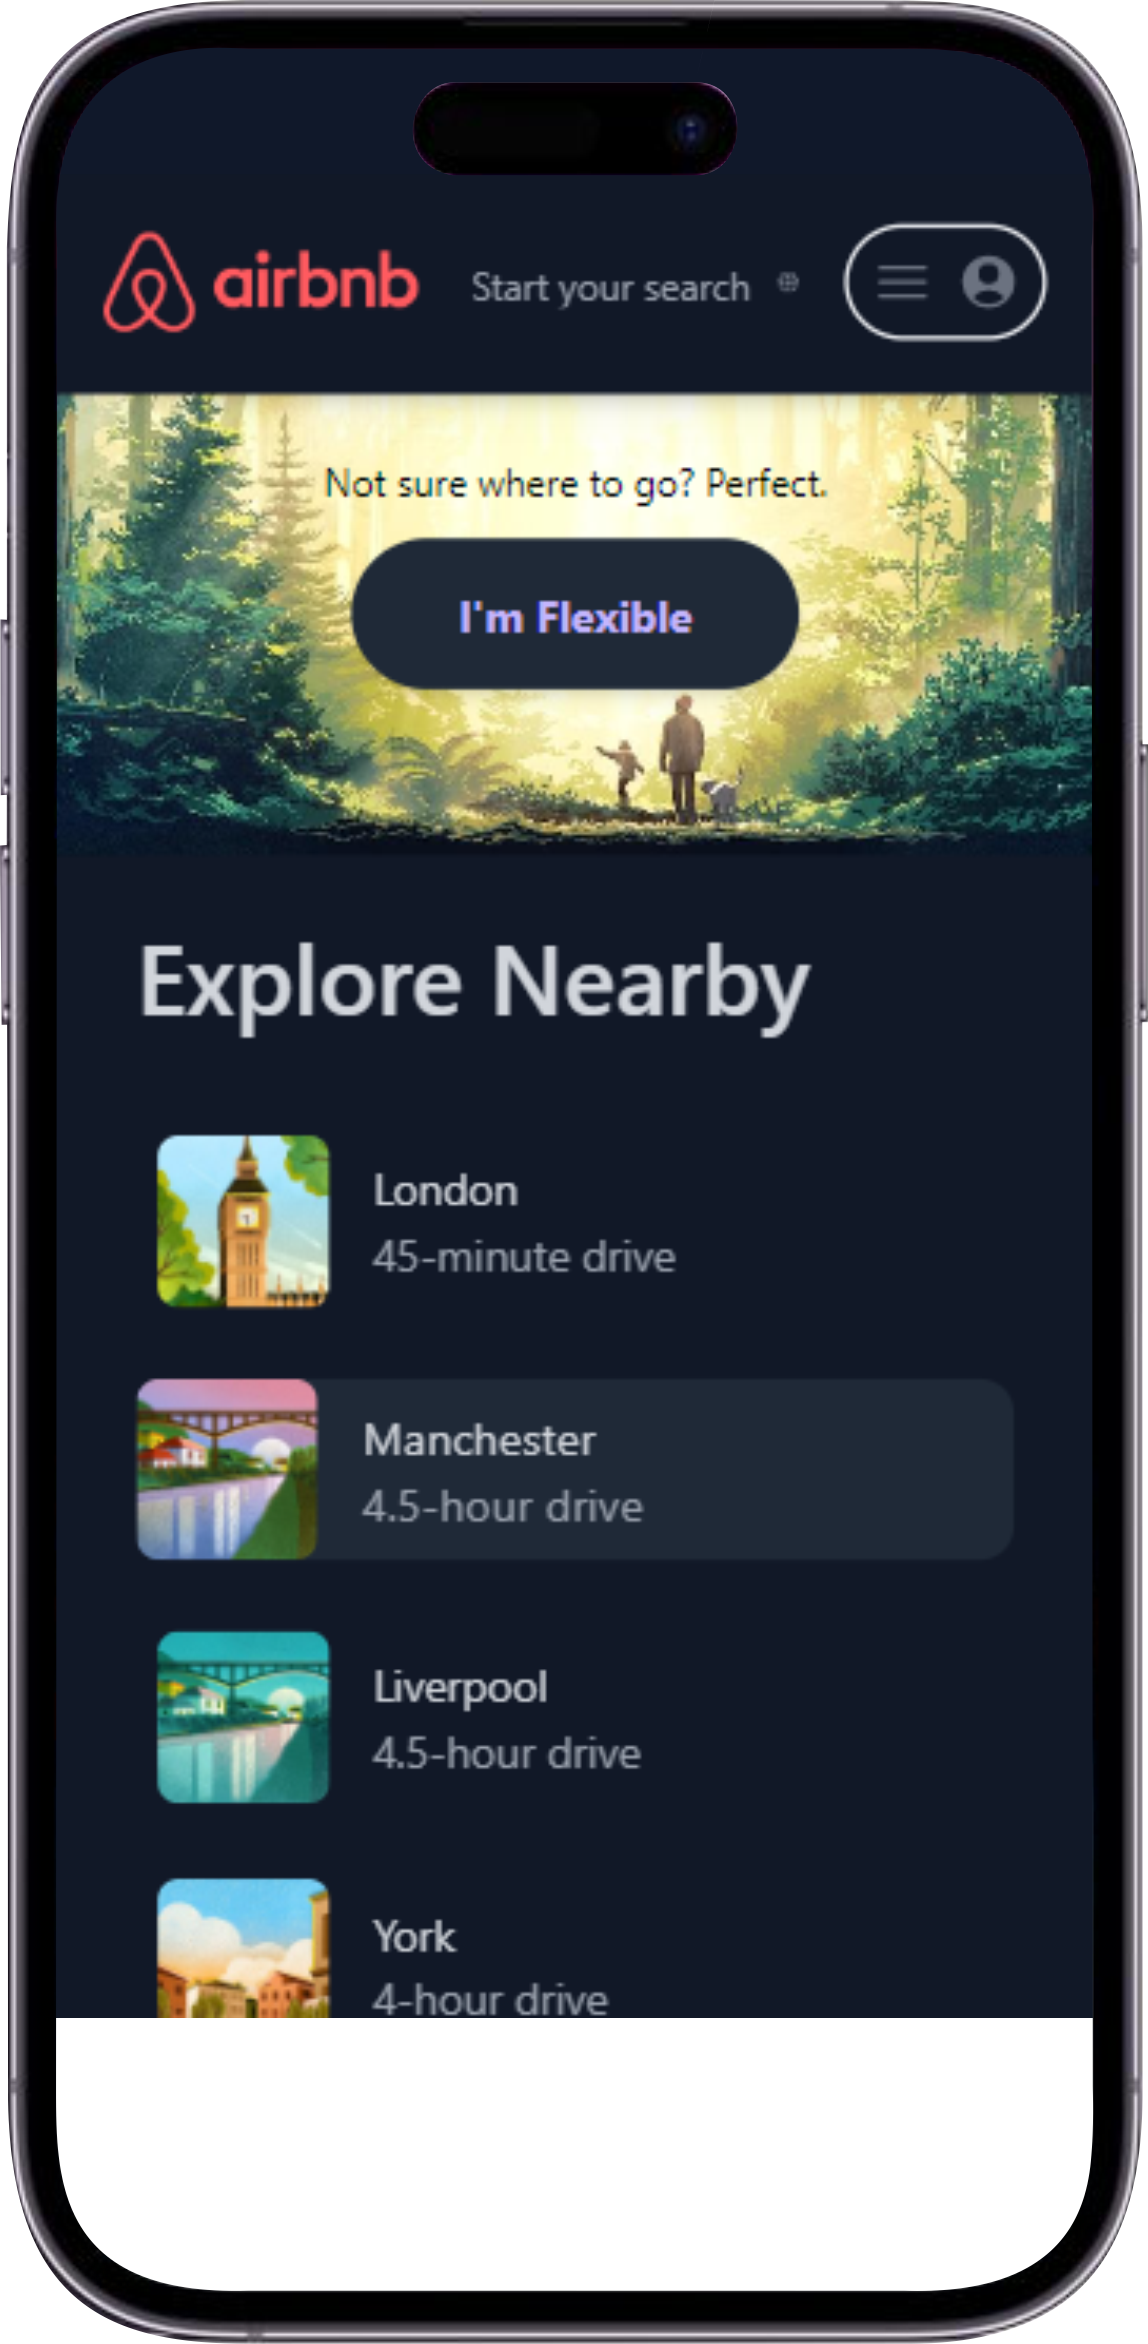 airbnb
Start your search
Not sure where to go? Perfect.
I'm Flexible
Explore Nearby
London
45-minute drive
Manchester
4.5-hour drive
Liverpool
4.5-hour drive
York
4-hour drive